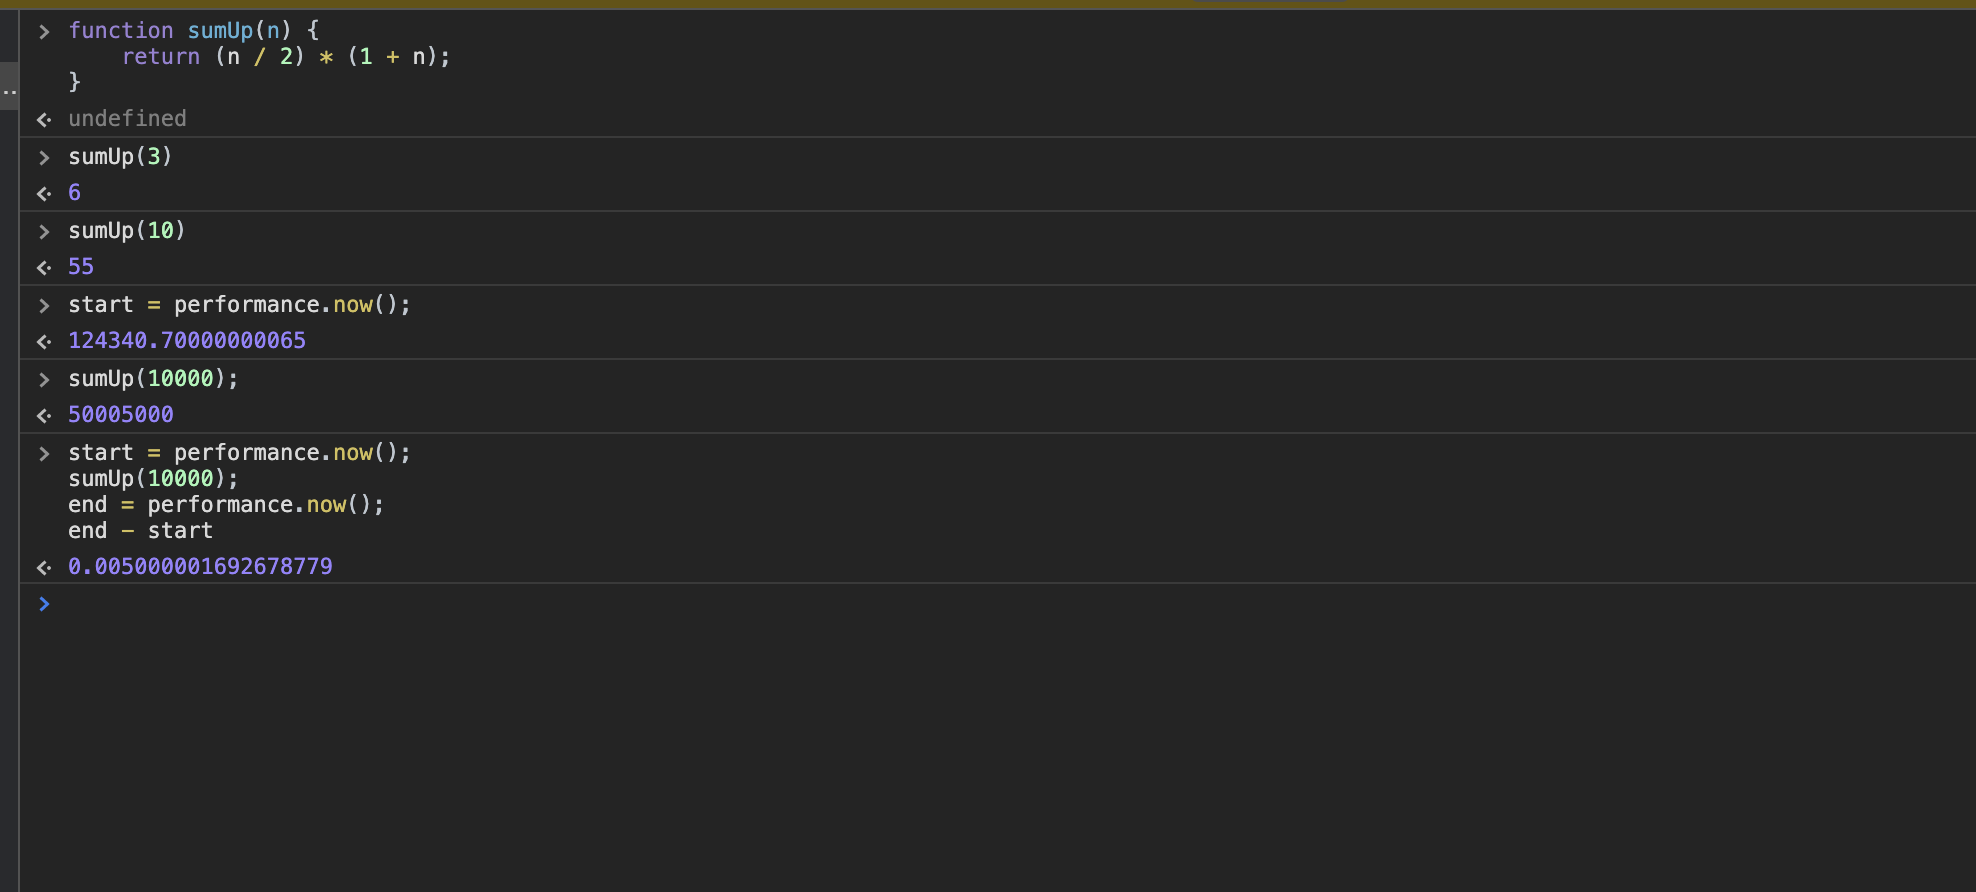 function sumUp(n) {
    return (n / 2) * (1 + n);
}
undefined
sumUp(3)
6
sumUp(10)
55
start = performance.now();
124340.70000000065
sumUp(10000);
50005000
start = performance.now();
sumUp(10000);
end = performance.now();
end - start
0.005000001692678779